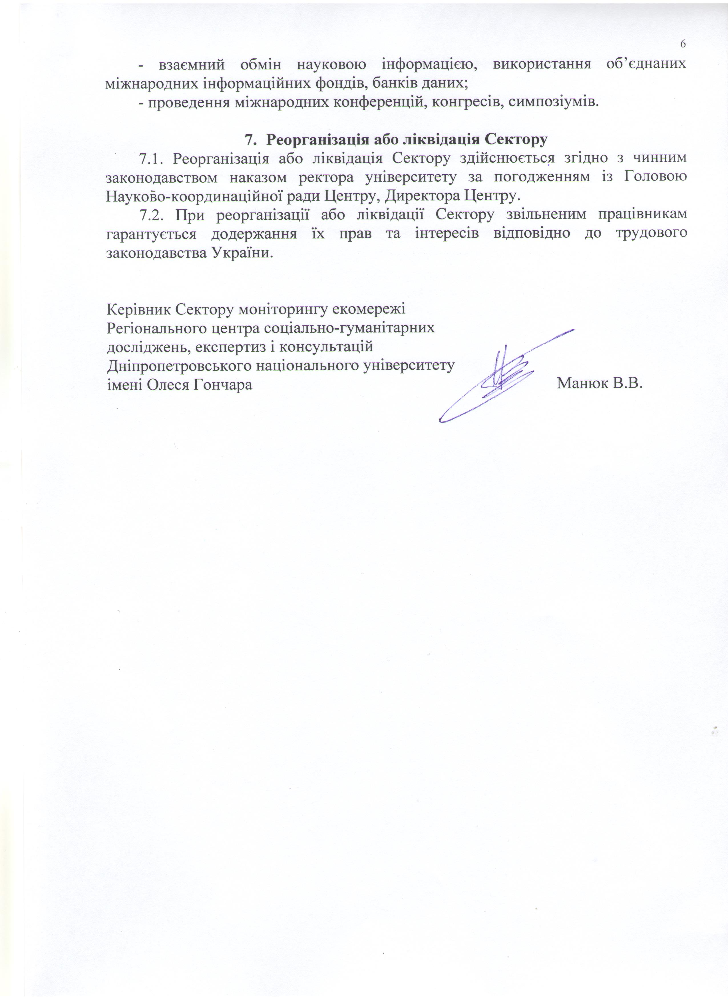 6
- взаємний обмін науковою інформацією, використання об’єднаних
міжнародних інформаційних фондів, банків даних;
- проведення міжнародних конференцій, конгресів, симпозіумів.
7. Реорганізація або ліквідація Сектору
7.1. Реорганізація або ліквідація Сектору здійснюється згідно з чинним
законодавством наказом ректора університету за погодженням із Головою
Науково-координаційної ради Центру, Директора Центру.
7.2. При реорганізації або ліквідації Сектору звільненим працівникам
гарантується додержання їх прав та інтересів відповідно до трудового
законодавства України.
Керівник Сектору моніторингу екомережі
Регіонального центра соціально-гуманітарних
досліджень, експертиз і консультацій
Дніпропетровського національного університету
імені Олеся Гончара Манюк В.В.